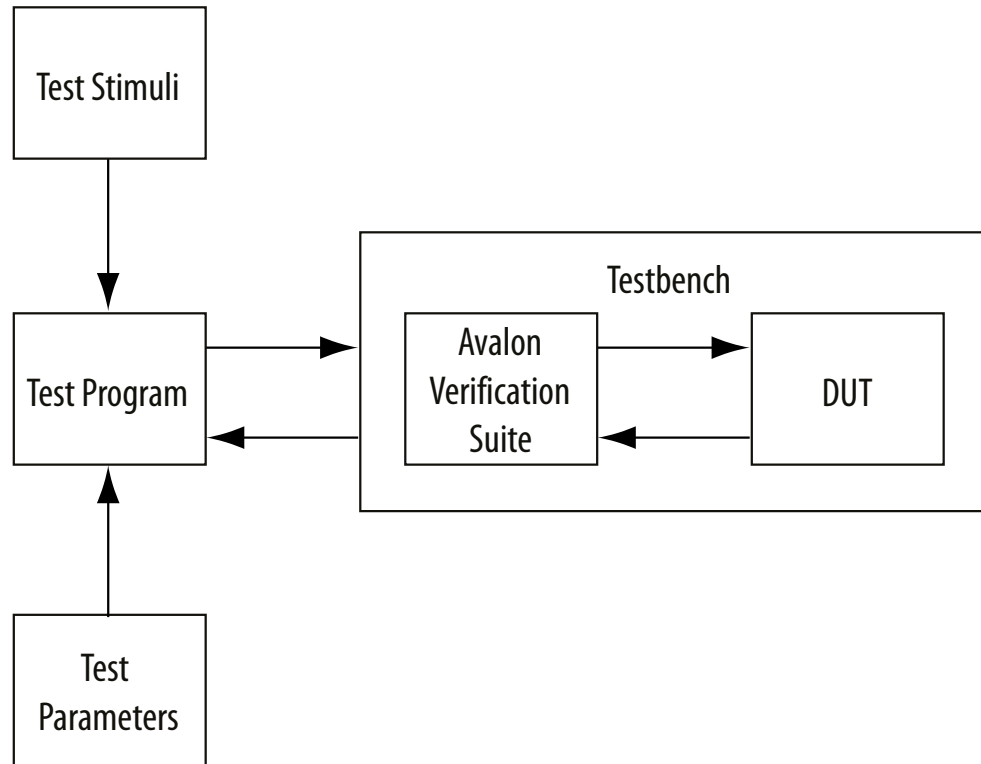 Test Stimuli
Test Program
Testbench
Avalon
Verification
Suite
DUT
Test
Parameters